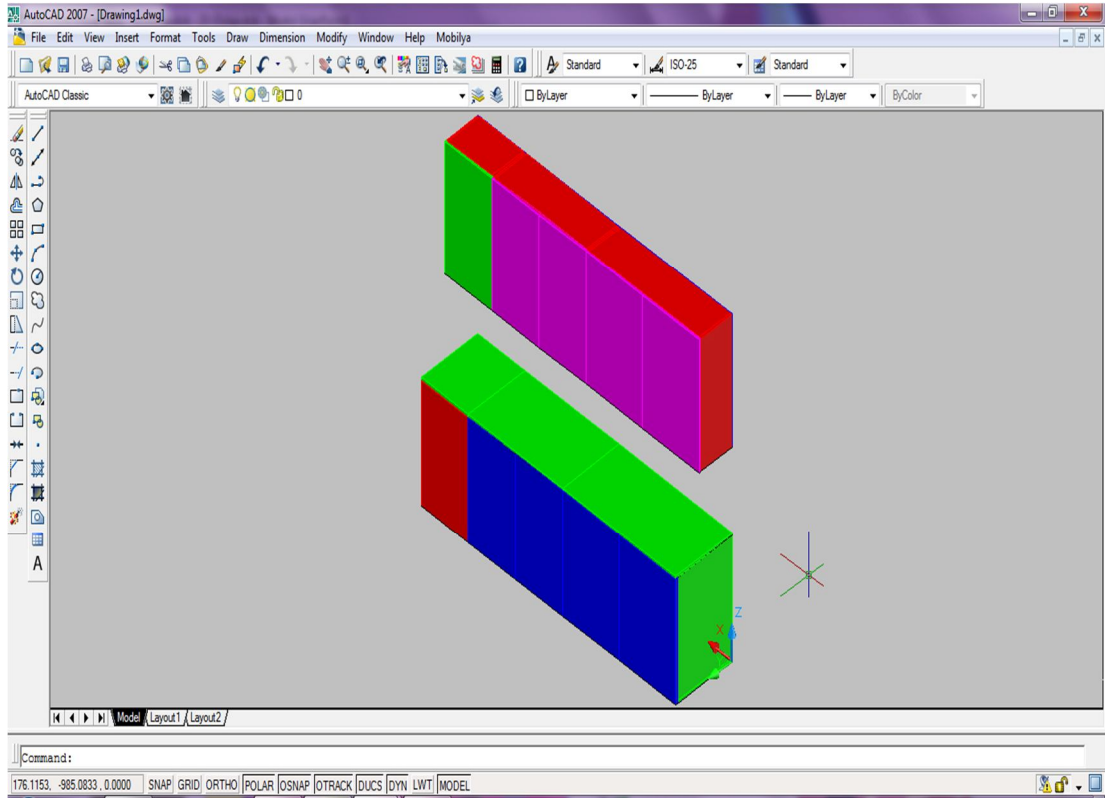 AutoCAD 2007 - [Drawing1.dwg]
File Edit View Insert Format Tools Draw Dimension Modify Window Help Mobilya
Standard ISO-25 Standard
AutoCAD Classic 0 ByLayer ByLayer ByLayer ByColor
A
Z
X
Model Layout1 Layout2
Command:
176.1153, -985.0833 , 0.0000 SNAP GRID ORTHO POLAR OSNAP OTRACK DUCS DYN LWT MODEL